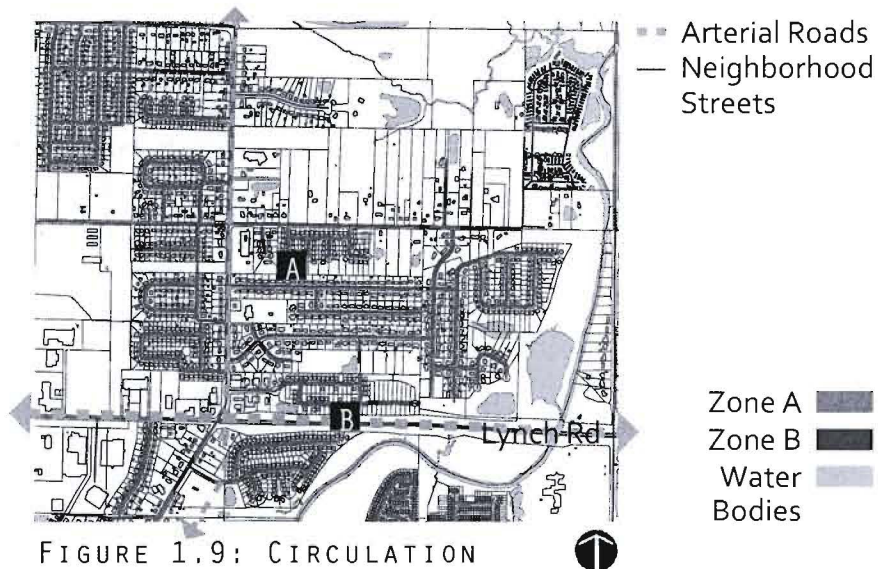 Arterial Roads
Neighborhood
Streets
A
B
Lynch Rd
Zone A
Zone B
Water
Bodies
FIGURE 1.9: CIRCULATION